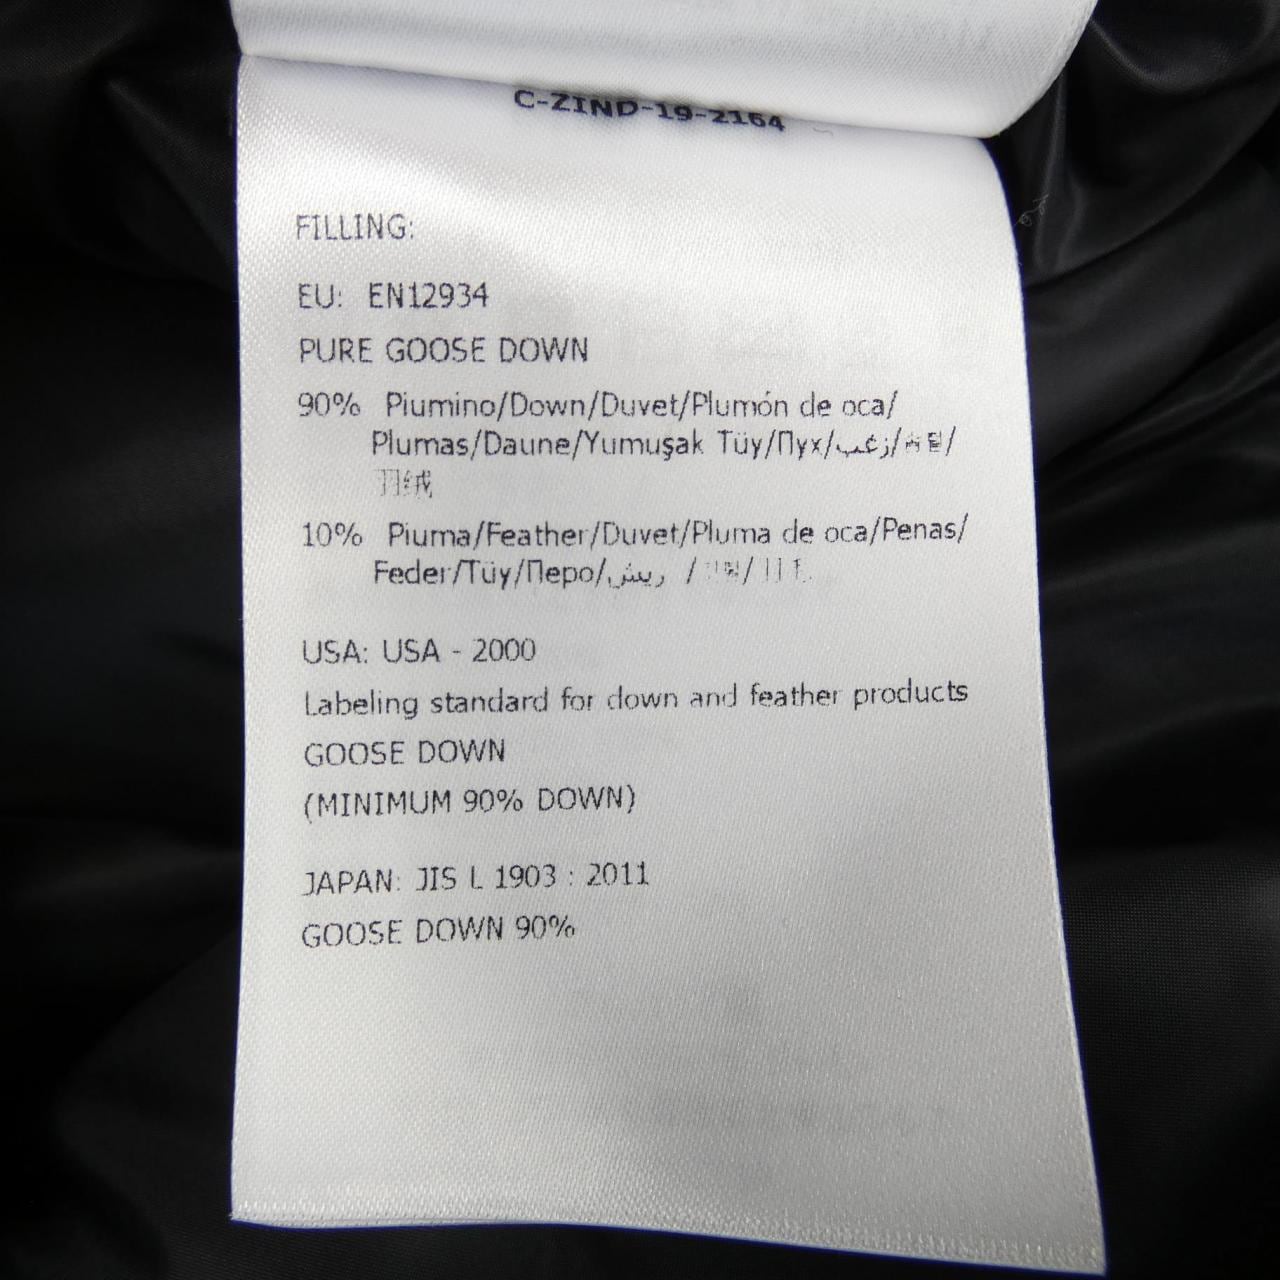 C-ZIND-19-2164
FILLING:
EU: EN12934
PURE GOOSE DOWN
90% Piumino/Down/Duvet/Plumón de oca/
Plumas/Daune/Yumuşak Tüy/Пух/زغب/
羽绒
10% Piuma/Feather/Duvet/Pluma de oca/Penas/
Feder/Tüy/Перо/ريش /
USA: USA - 2000
Labeling standard for down and feather products
GOOSE DOWN
(MINIMUM 90% DOWN)
JAPAN: JIS L 1903 : 2011
GOOSE DOWN 90%